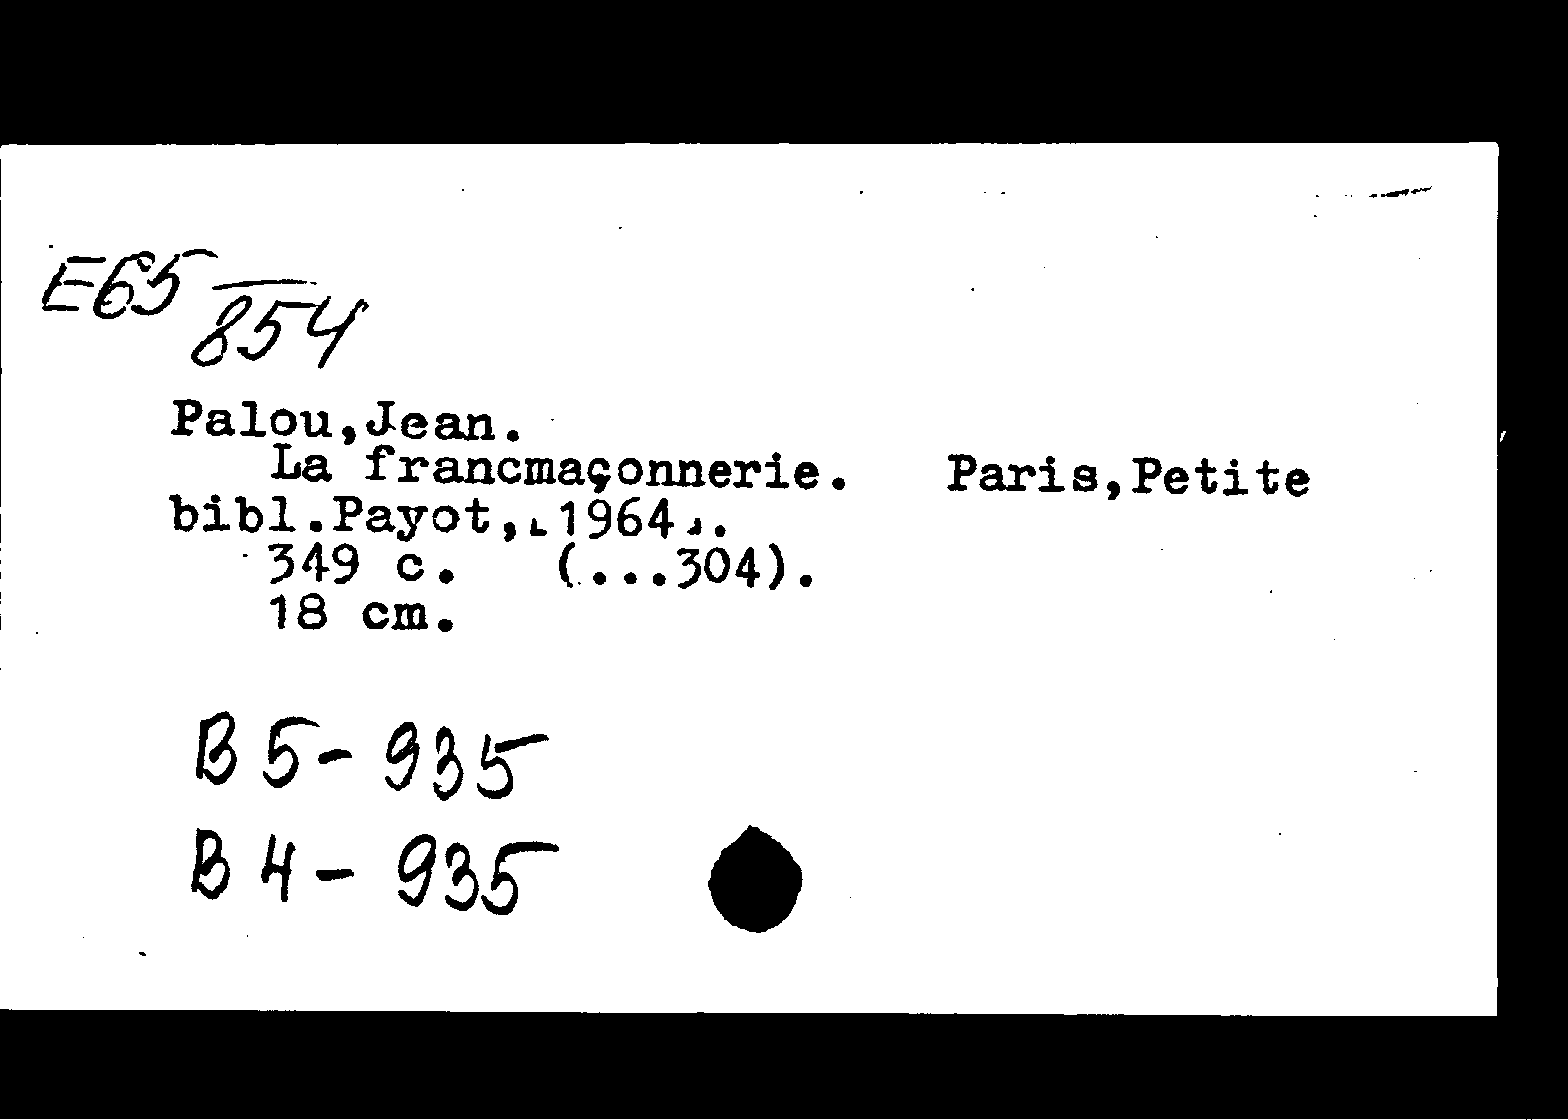 E65
854
Palou,Jean.
La francmaçonnerie. Paris,Petite
bibl.Payot,⌞1964⌟.
349 c. (...304).
18 cm.
B5-935
B4-935